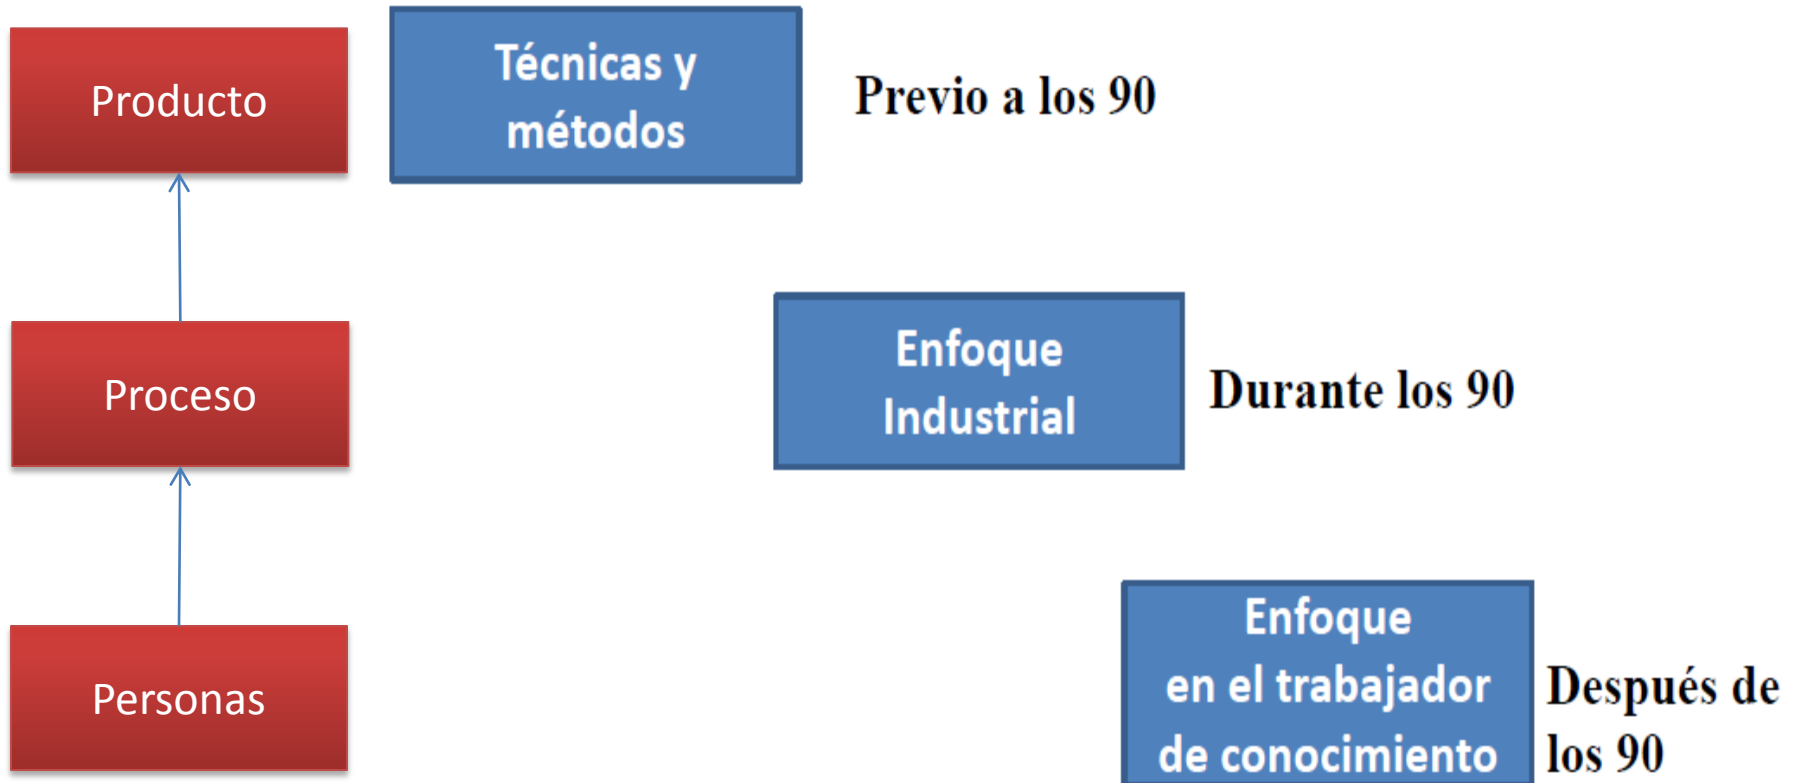 Producto
Técnicas y
métodos
Previo a los 90
Proceso
Enfoque
Industrial
Durante los 90
Personas
Enfoque
en el trabajador
de conocimiento
Después de
los 90